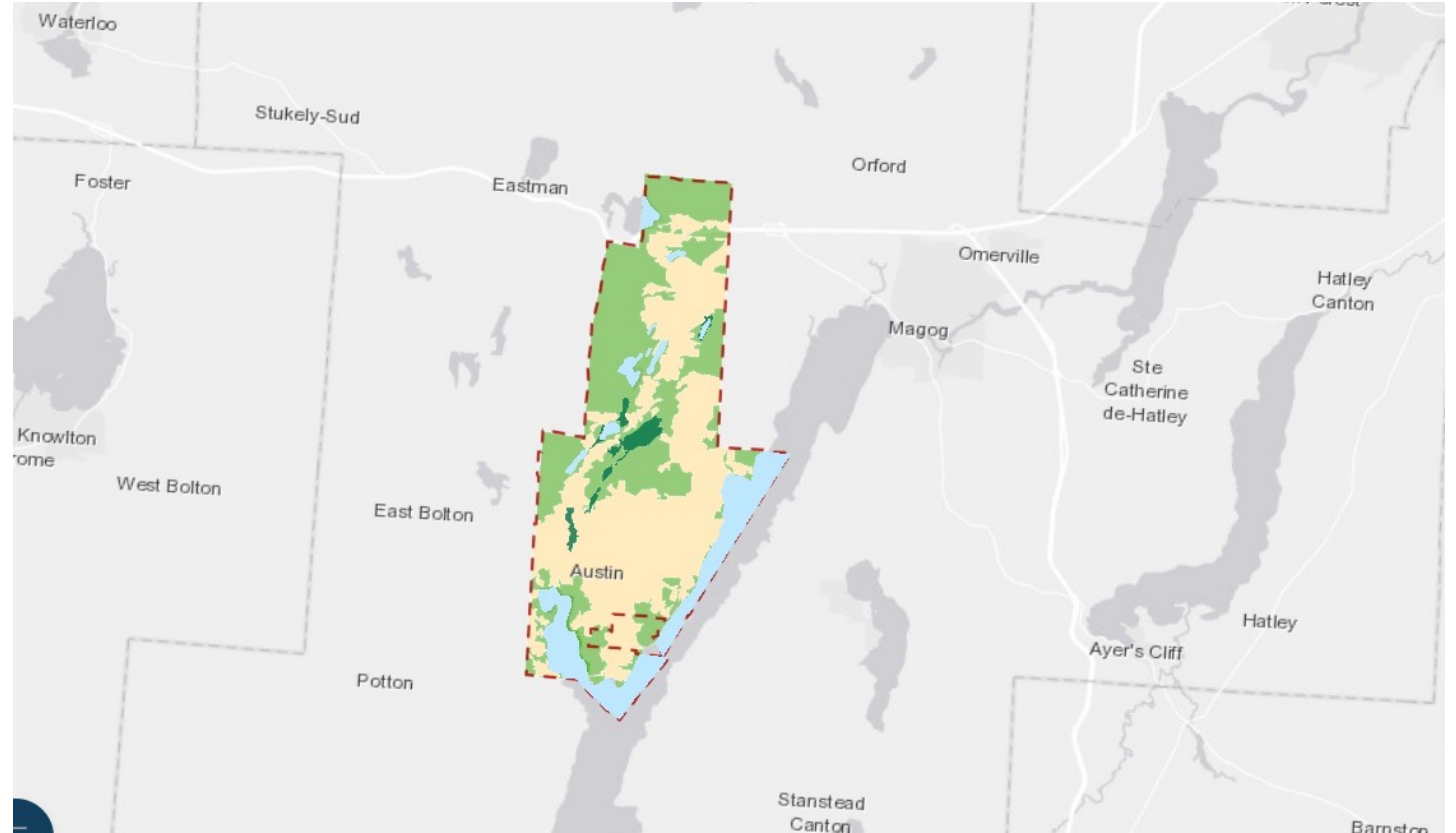 Waterloo
Stukely-Sud
Foster
Eastman
Orford
Omerville
Hatley
Canton
Magog
Ste
Catherine
de-Hatley
Knowlton
rome
West Bolton
East Bolton
Austin
Hatley
Ayer's Cliff
Potton
Stanstead
Canton
Barnston